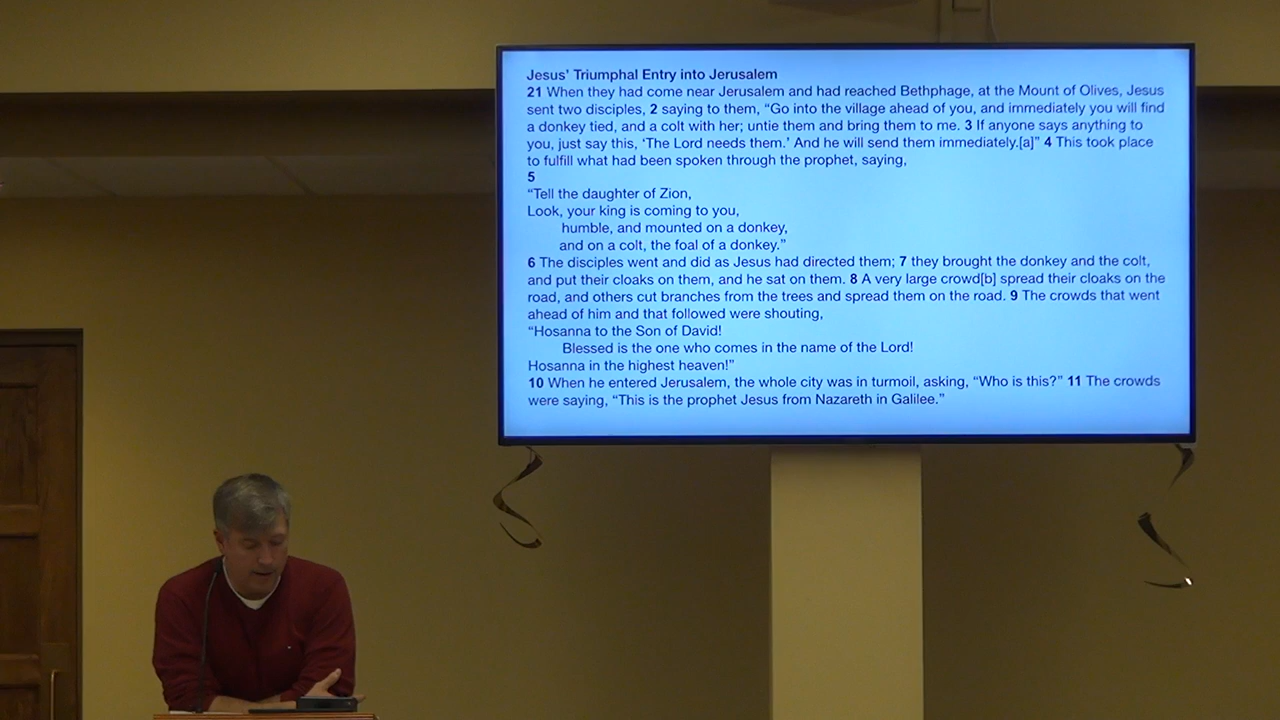 Jesus’ Triumphal Entry into Jerusalem
21 When they had come near Jerusalem and had reached Bethphage, at the Mount of Olives, Jesus
sent two disciples, 2 saying to them, “Go into the village ahead of you, and immediately you will find
a donkey tied, and a colt with her; untie them and bring them to me. 3 If anyone says anything to
you, just say this, ‘The Lord needs them.’ And he will send them immediately.[a]” 4 This took place
to fulfill what had been spoken through the prophet, saying,
5
“Tell the daughter of Zion,
Look, your king is coming to you,
humble, and mounted on a donkey,
and on a colt, the foal of a donkey.”
6 The disciples went and did as Jesus had directed them; 7 they brought the donkey and the colt,
and put their cloaks on them, and he sat on them. 8 A very large crowd[b] spread their cloaks on the
road, and others cut branches from the trees and spread them on the road. 9 The crowds that went
ahead of him and that followed were shouting,
“Hosanna to the Son of David!
Blessed is the one who comes in the name of the Lord!
Hosanna in the highest heaven!”
10 When he entered Jerusalem, the whole city was in turmoil, asking, “Who is this?” 11 The crowds
were saying, “This is the prophet Jesus from Nazareth in Galilee.”